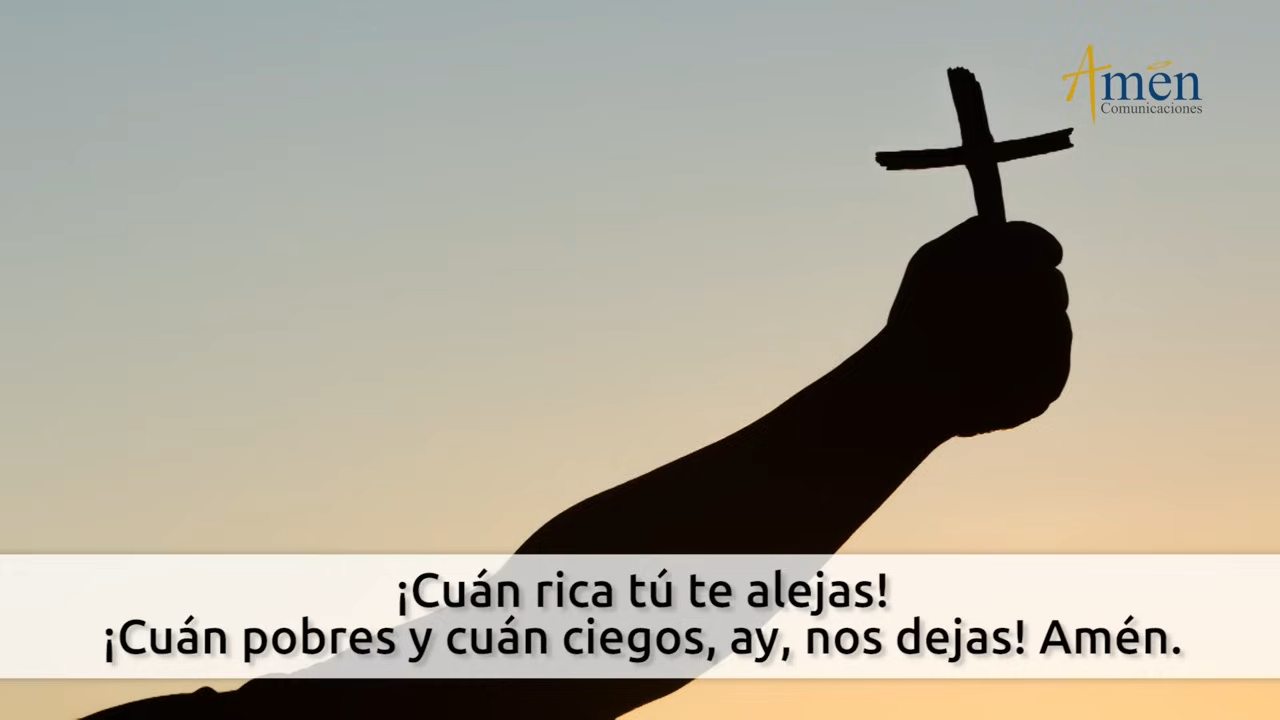 Amén
Comunicaciones
¡Cuán rica tú te alejas!
¡Cuán pobres y cuán ciegos, ay, nos dejas! Amén.